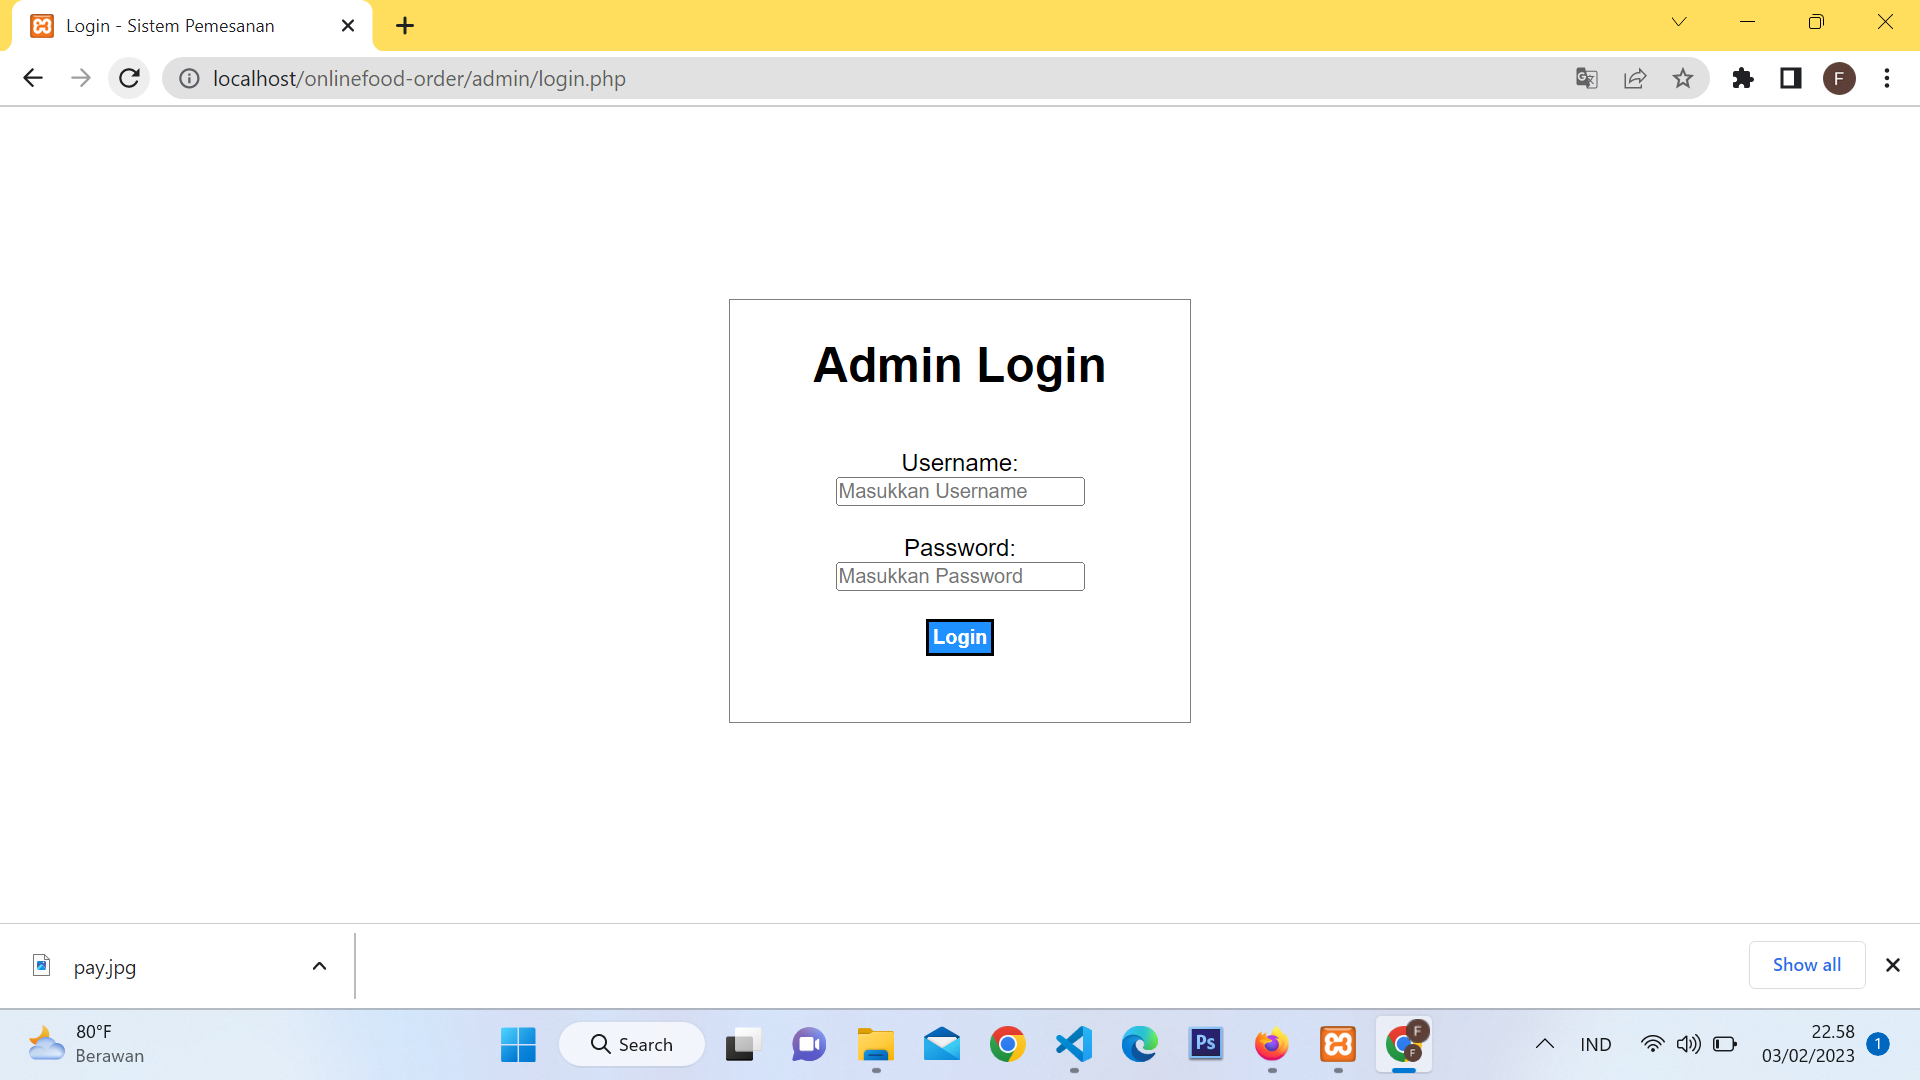 Login - Sistem Pemesanan
localhost/onlinefood-order/admin/login.php
F
Admin Login
Username:
Masukkan Username
Password:
Masukkan Password
Login
pay.jpg
Show all
80°F
Berawan
Search
Ps
F
F
IND
22.58
03/02/2023
1